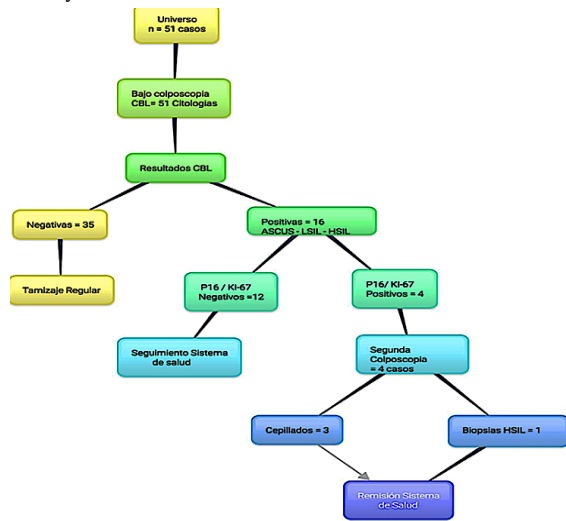 Universo
n = 51 casos
Bajo colposcopia
CBL= 51 Citologias
Resultados CBL
Negativas = 35
Positivas = 16
ASCUS - LSIL - HSIL
Tamizaje Regular
P16/ KI-67
Negativos =12
P16/ KI-67
Positivos = 4
Seguimiento Sistema
de salud
Segunda
Colposcopia
= 4 casos
Cepillados = 3
Biopsias HSIL = 1
Remisión Sistema
de Salud